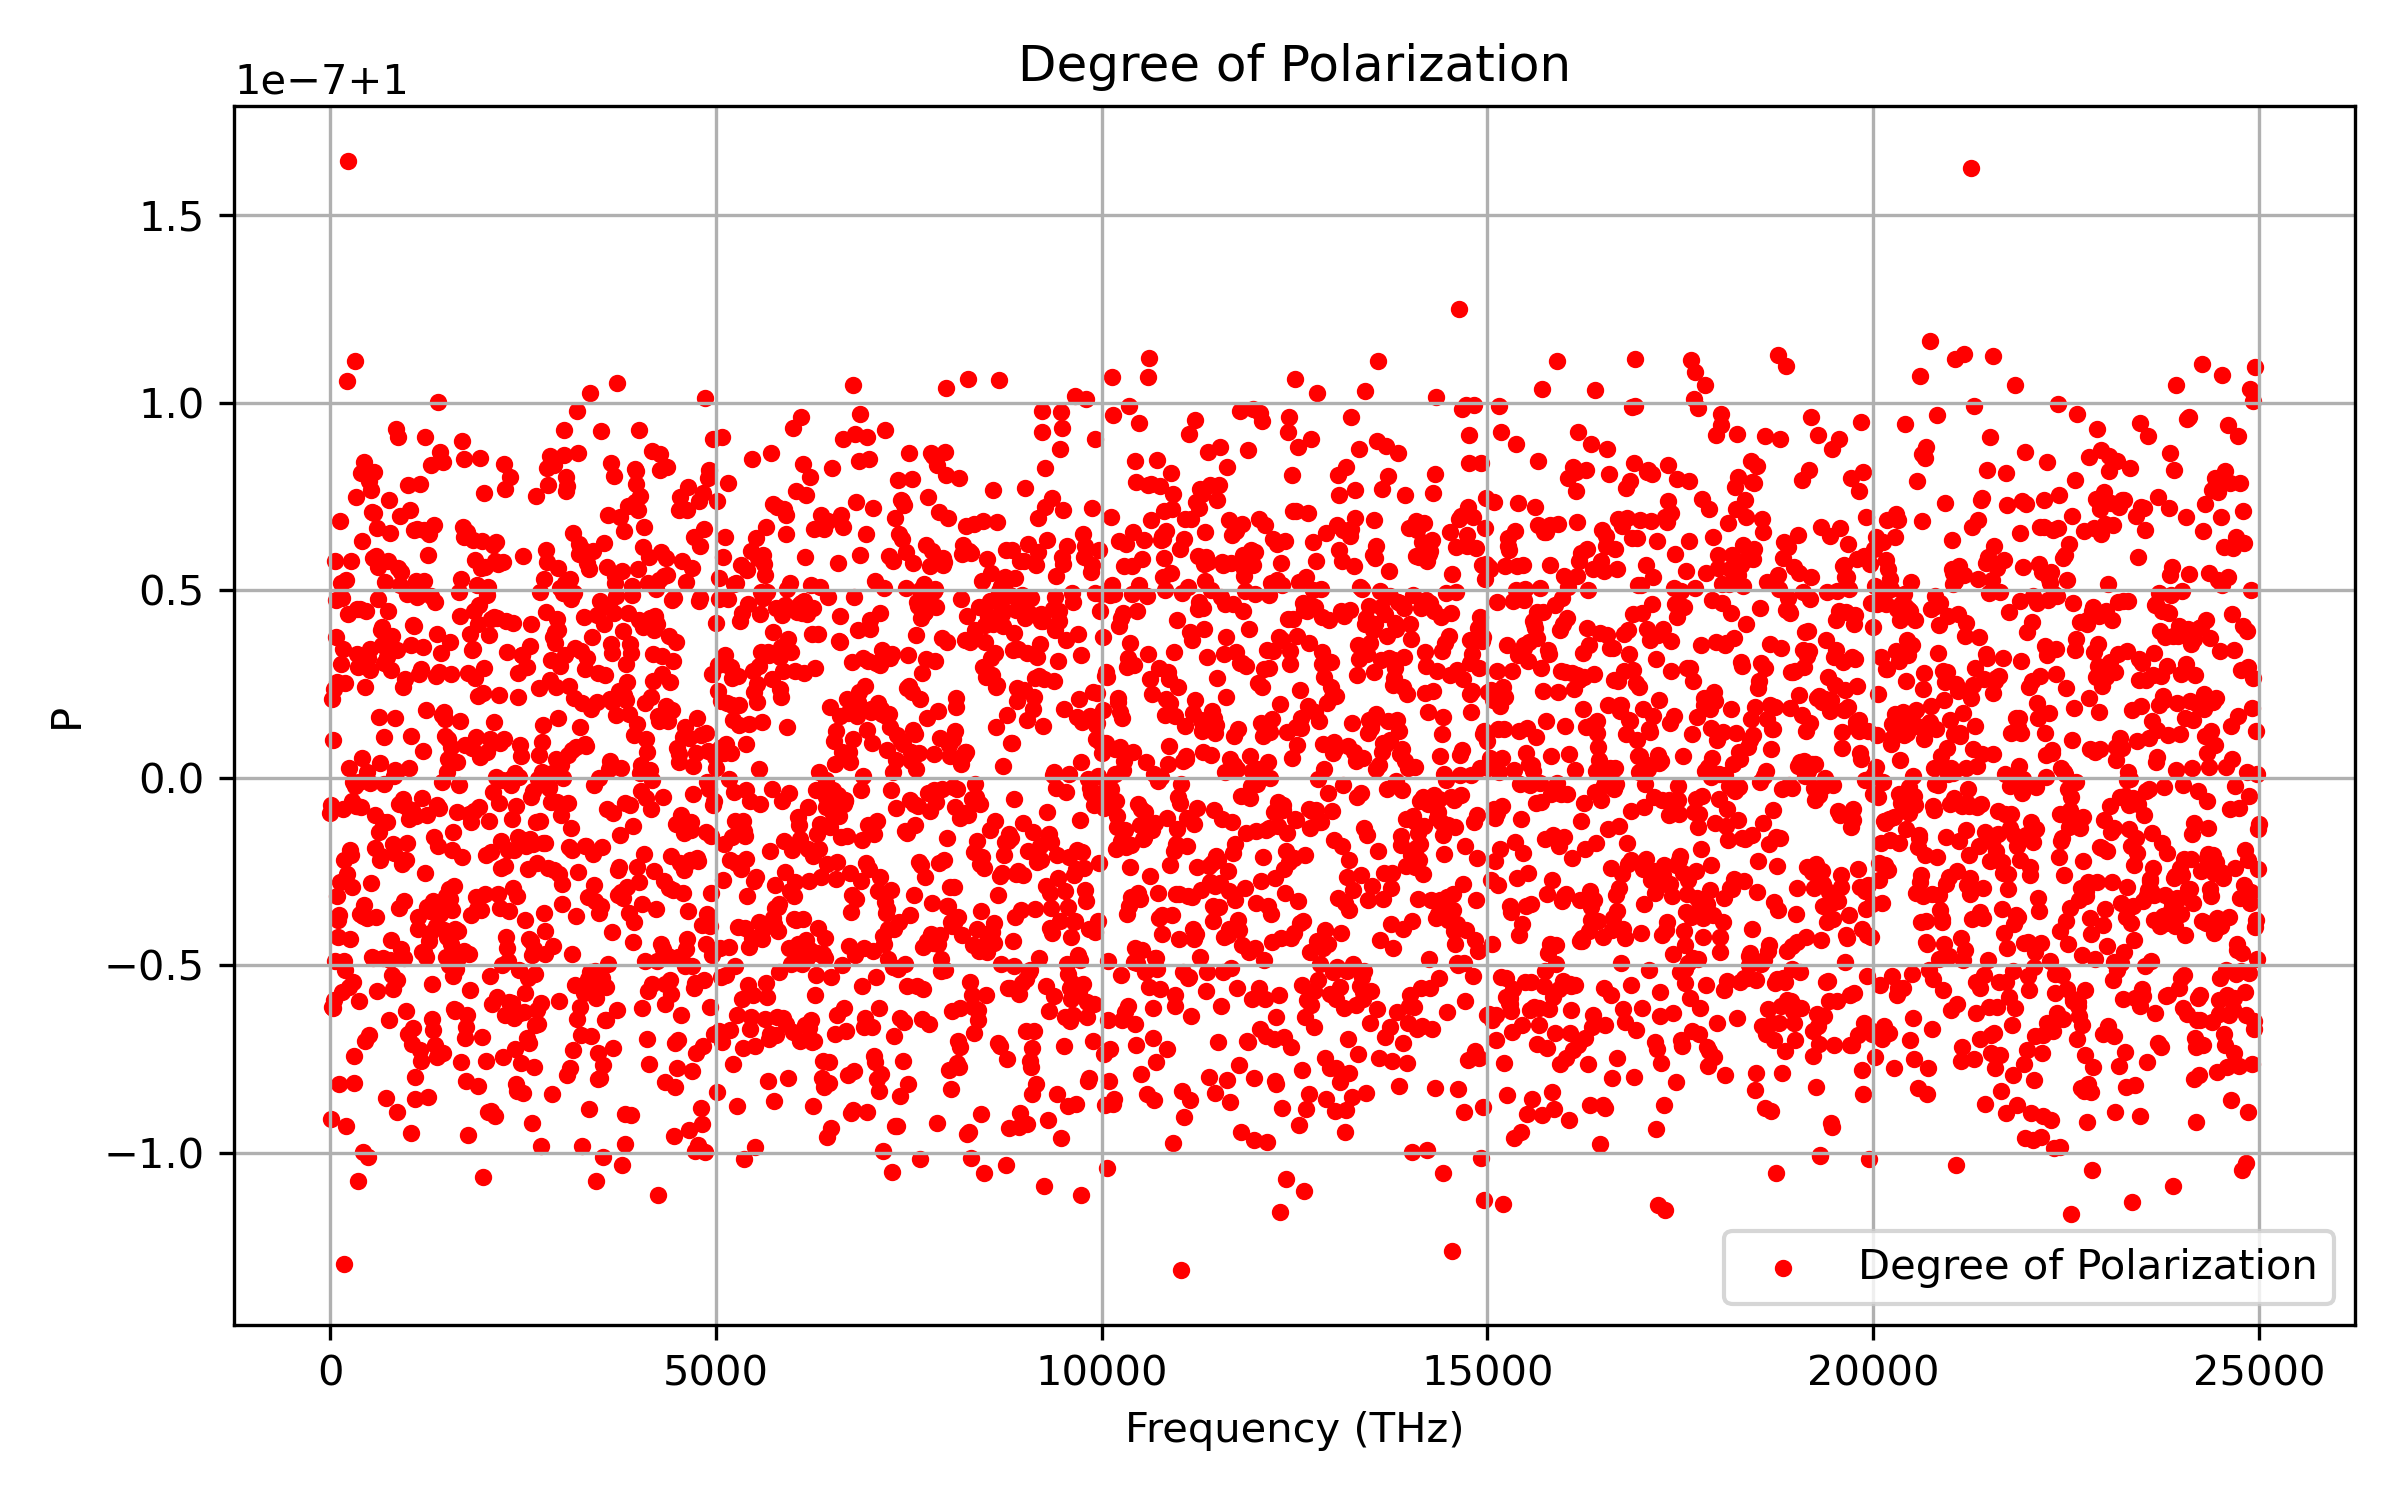 Degree of Polarization
1e−7+1
1.5
1.0
0.5
0.0
−0.5
−1.0
P
Degree of Polarization
0 5000 10000 15000 20000 25000
Frequency (THz)